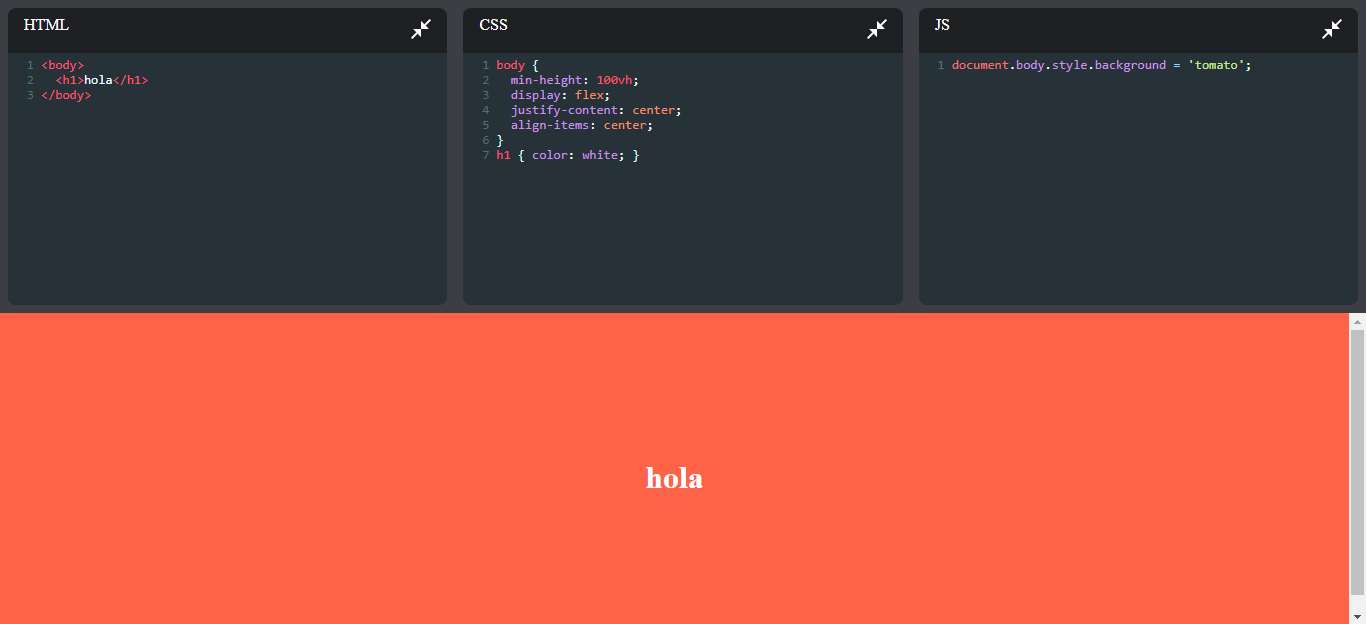 HTML
1 <body>
2   <h1>hola</h1>
3 </body>
CSS
1 body {
2   min-height: 100vh;
3   display: flex;
4   justify-content: center;
5   align-items: center;
6 }
7 h1 { color: white; }
JS
1 document.body.style.background = 'tomato';
hola